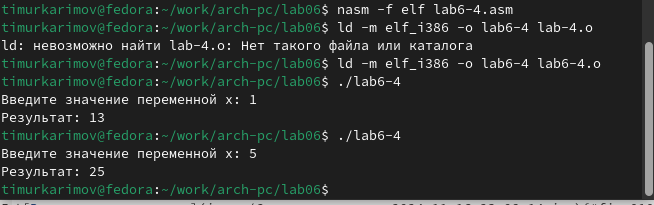 timurkarimov@fedora:~/work/arch-pc/lab06$ nasm -f elf lab6-4.asm
timurkarimov@fedora:~/work/arch-pc/lab06$ ld -m elf_i386 -o lab6-4 lab-4.o
ld: невозможно найти lab-4.o: Нет такого файла или каталога
timurkarimov@fedora:~/work/arch-pc/lab06$ ld -m elf_i386 -o lab6-4 lab6-4.o
timurkarimov@fedora:~/work/arch-pc/lab06$ ./lab6-4
Введите значение переменной x: 1
Результат: 13
timurkarimov@fedora:~/work/arch-pc/lab06$ ./lab6-4
Введите значение переменной x: 5
Результат: 25
timurkarimov@fedora:~/work/arch-pc/lab06$